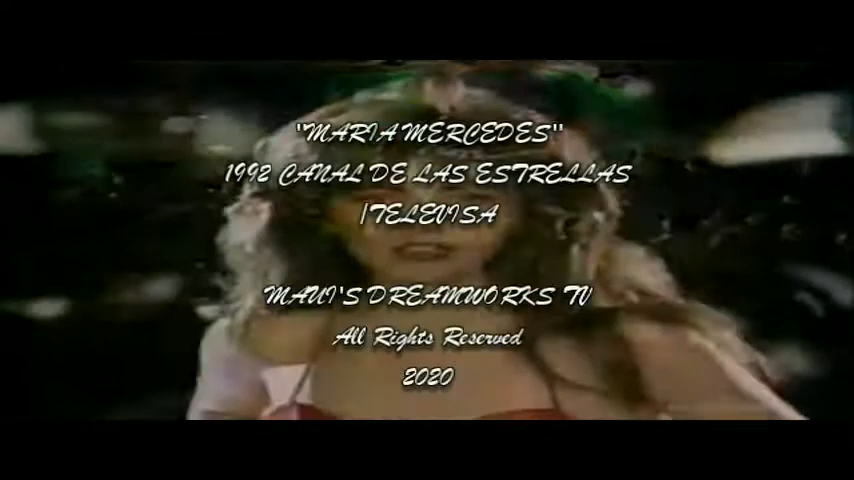 "MARIA MERCEDES"
1992 CANAL DE LAS ESTRELLAS
/TELEVISA
MAUI'S DREAMWORKS TV
All Rights Reserved
2020